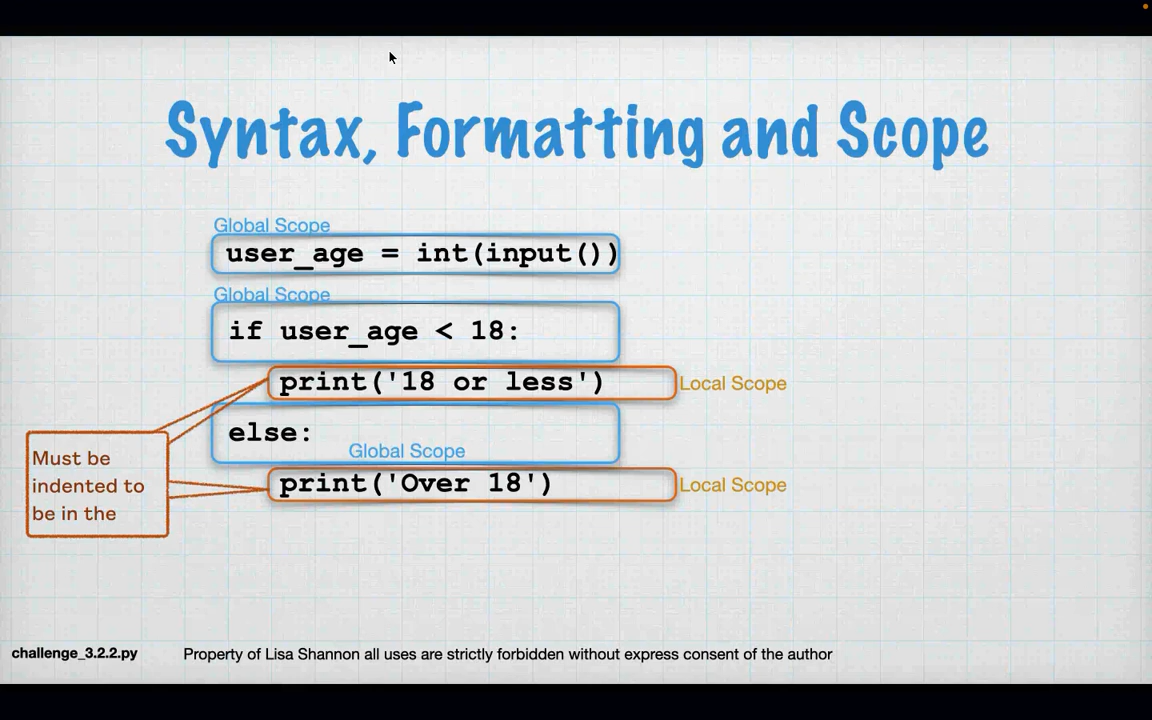 Syntax, Formatting and Scope
Global Scope
user_age = int(input())
Global Scope
if user_age < 18:
print('18 or less')
Local Scope
else:
Global Scope
print('Over 18')
Local Scope
Must be
indented to
be in the
challenge_3.2.2.py
Property of Lisa Shannon all uses are strictly forbidden without express consent of the author